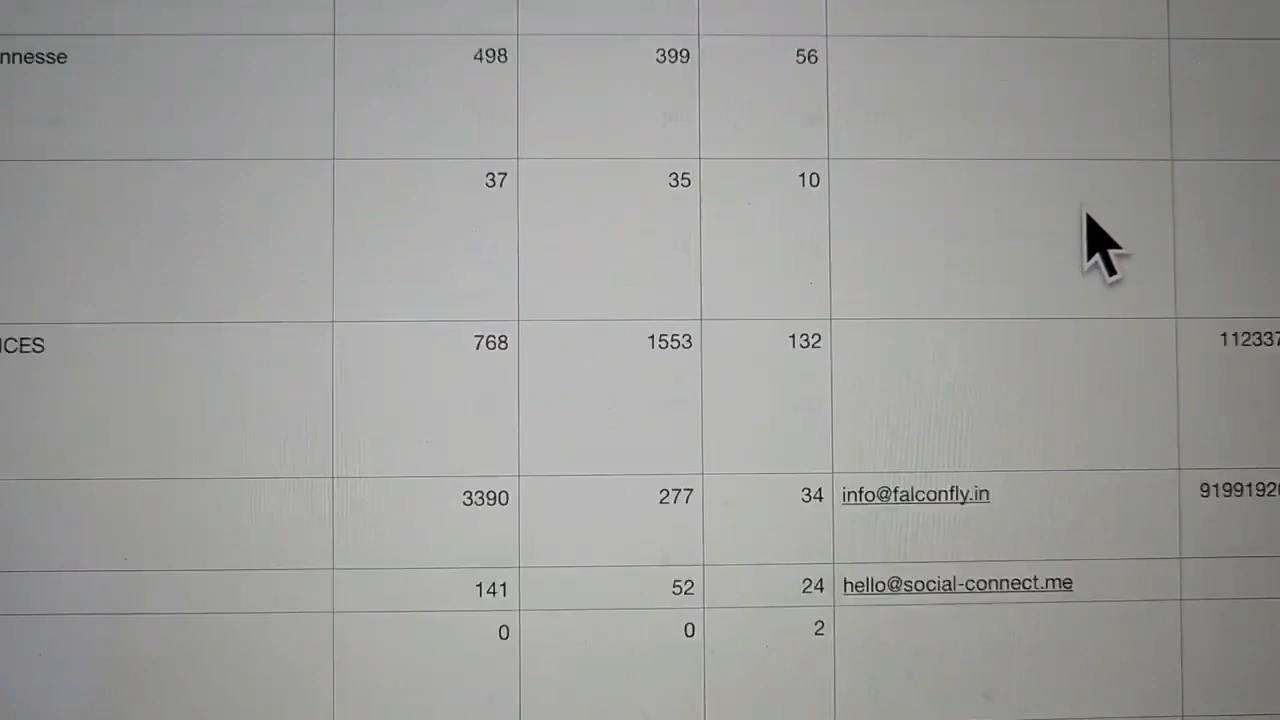 nnesse 498 399 56
37 35 10
ICES 768 1553 132 112337
3390 277 34 info@falconfly.in 9199192
141 52 24 hello@social-connect.me
0 0 2